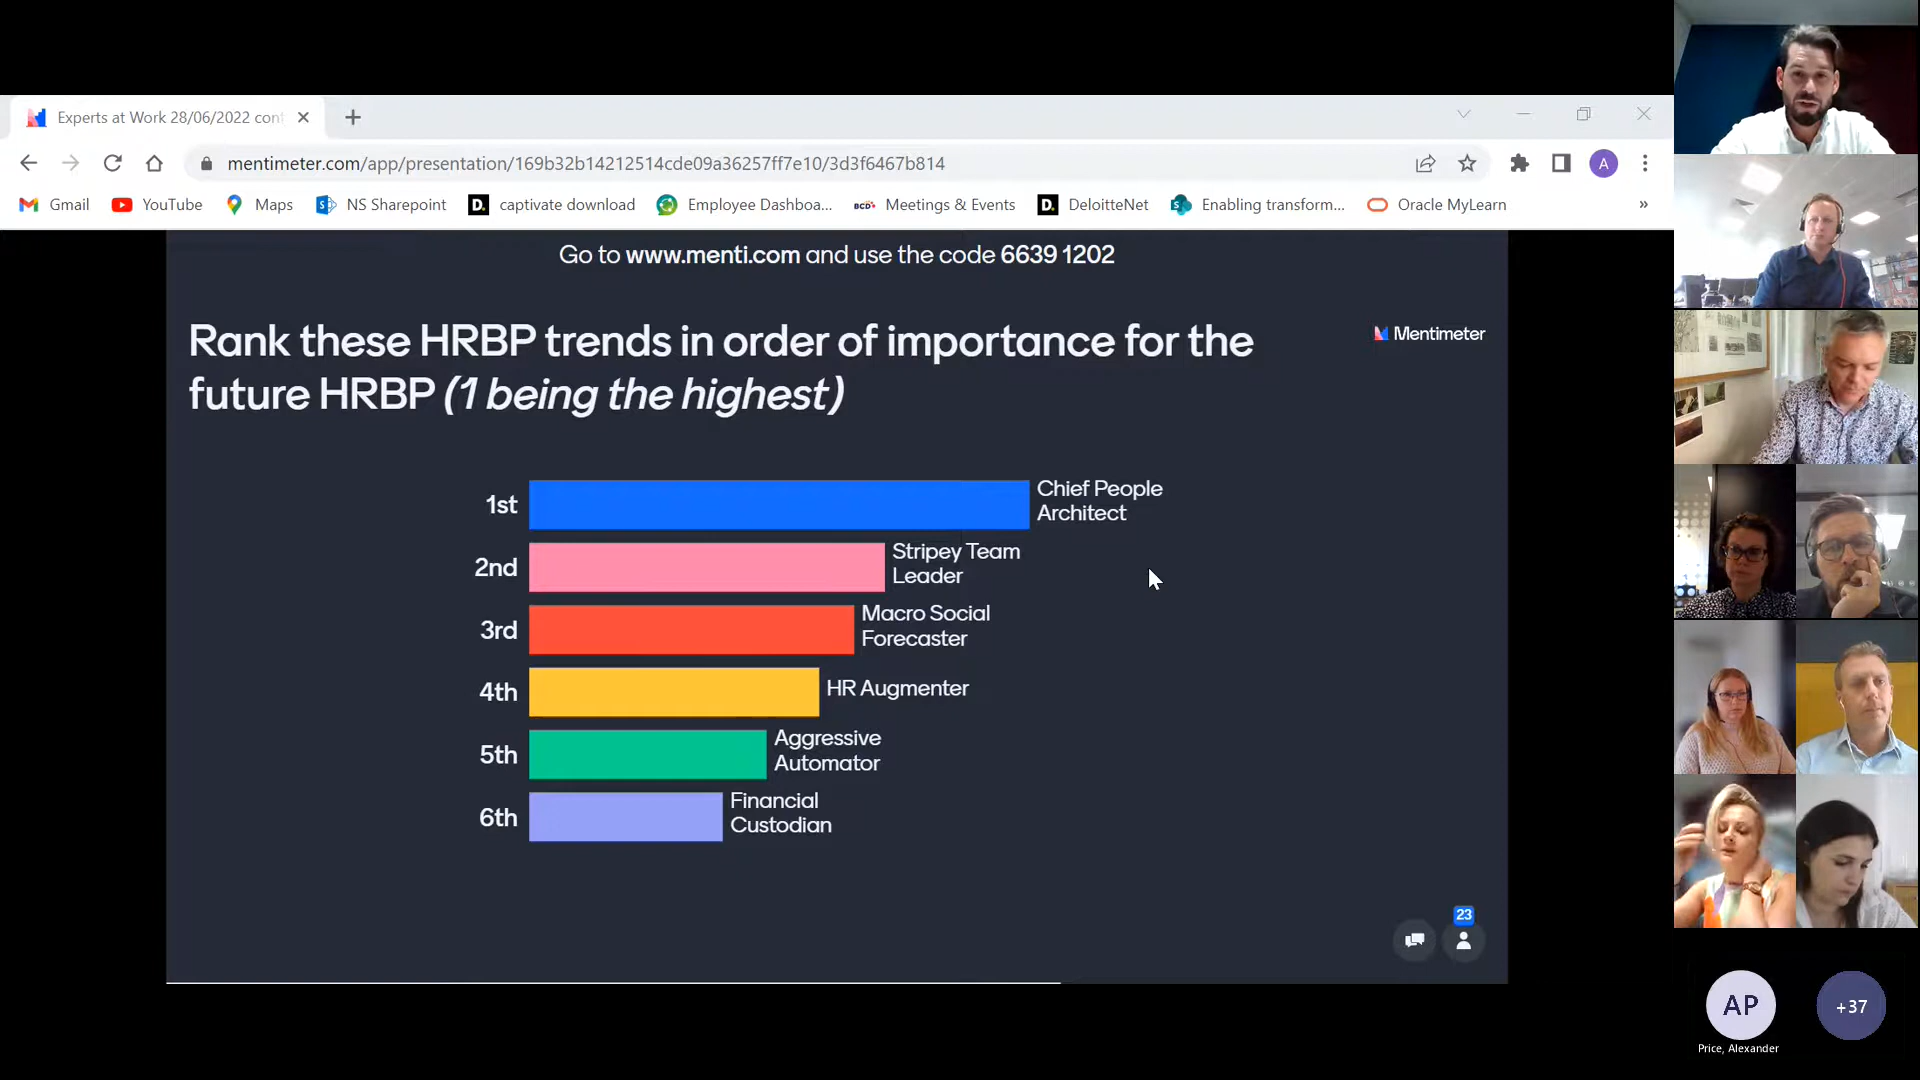 Experts at Work 28/06/2022 cont
mentimeter.com/app/presentation/169b32b14212514cde09a36257ff7e10/3d3f6467b814
A
Gmail
YouTube
Maps
NS Sharepoint
D.
captivate download
Employee Dashboa...
BCD
Meetings & Events
D.
DeloitteNet
Enabling transform...
Oracle MyLearn
»
Go to www.menti.com and use the code 6639 1202
Rank these HRBP trends in order of importance for the
future HRBP (1 being the highest)
Mentimeter
1st
Chief People
Architect
2nd
Stripey Team
Leader
3rd
Macro Social
Forecaster
4th
HR Augmenter
5th
Aggressive
Automator
6th
Financial
Custodian
23
AP
+37
Price, Alexander